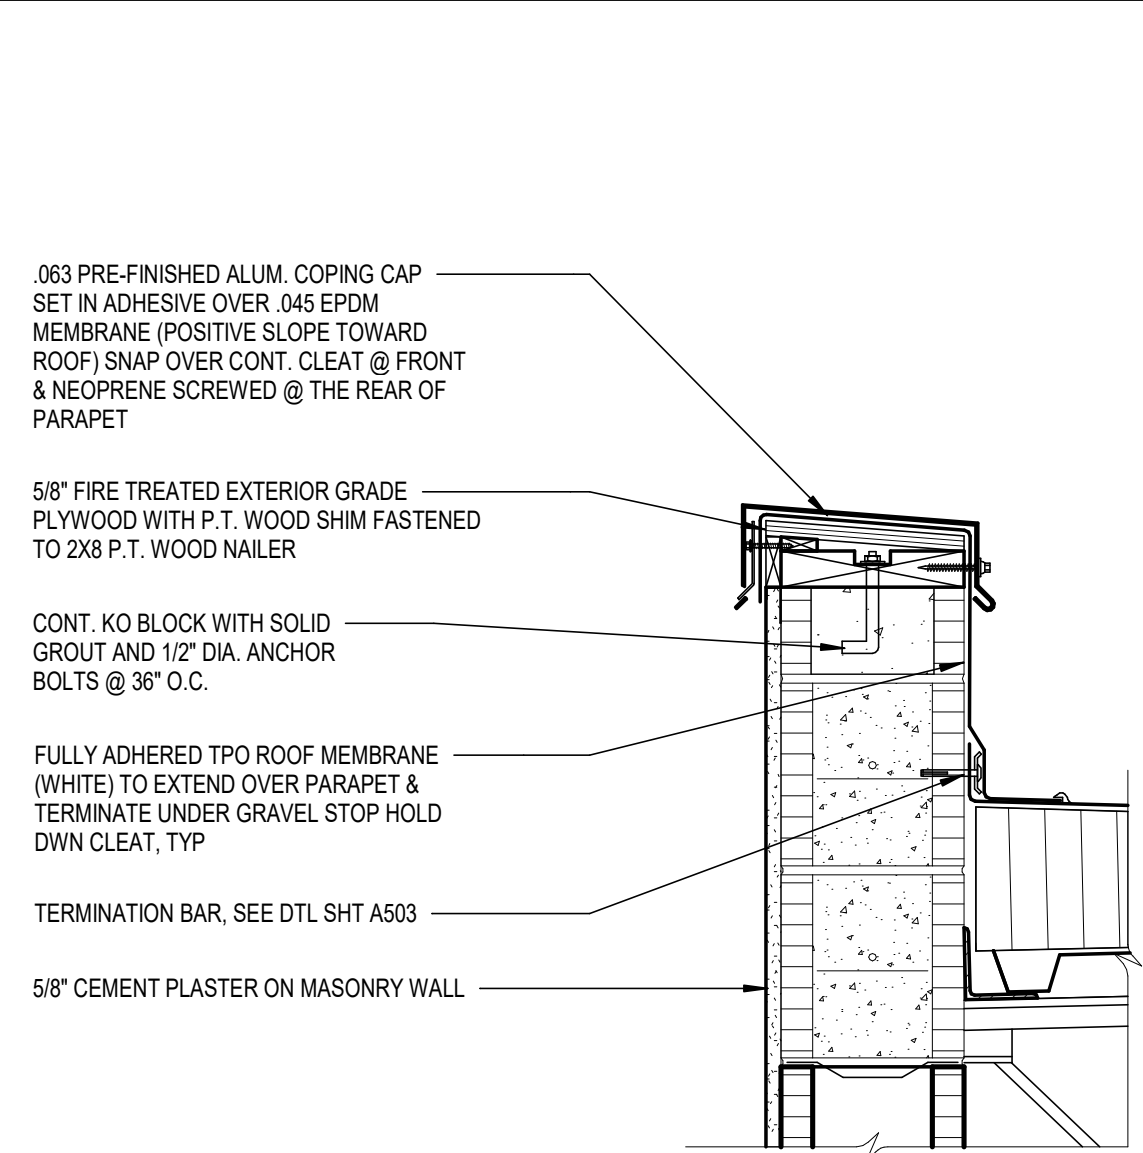 .063 PRE-FINISHED ALUM. COPING CAP
SET IN ADHESIVE OVER .045 EPDM
MEMBRANE (POSITIVE SLOPE TOWARD
ROOF) SNAP OVER CONT. CLEAT @ FRONT
& NEOPRENE SCREWED @ THE REAR OF
PARAPET
5/8" FIRE TREATED EXTERIOR GRADE
PLYWOOD WITH P.T. WOOD SHIM FASTENED
TO 2X8 P.T. WOOD NAILER
CONT. KO BLOCK WITH SOLID
GROUT AND 1/2" DIA. ANCHOR
BOLTS @ 36" O.C.
FULLY ADHERED TPO ROOF MEMBRANE
(WHITE) TO EXTEND OVER PARAPET &
TERMINATE UNDER GRAVEL STOP HOLD
DWN CLEAT, TYP
TERMINATION BAR, SEE DTL SHT A503
5/8" CEMENT PLASTER ON MASONRY WALL